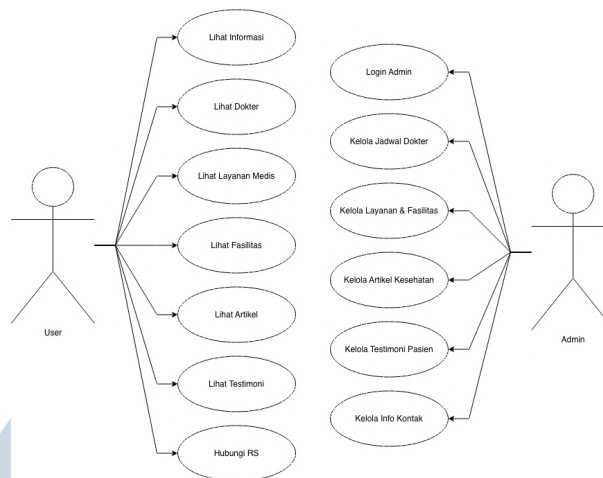 Lihat Informasi
Lihat Dokter
Lihat Layanan Medis
Lihat Fasilitas
Lihat Artikel
Lihat Testimoni
Hubungi RS
User
Login Admin
Kelola Jadwal Dokter
Kelola Layanan & Fasilitas
Kelola Artikel Kesehatan
Kelola Testimoni Pasien
Kelola Info Kontak
Admin